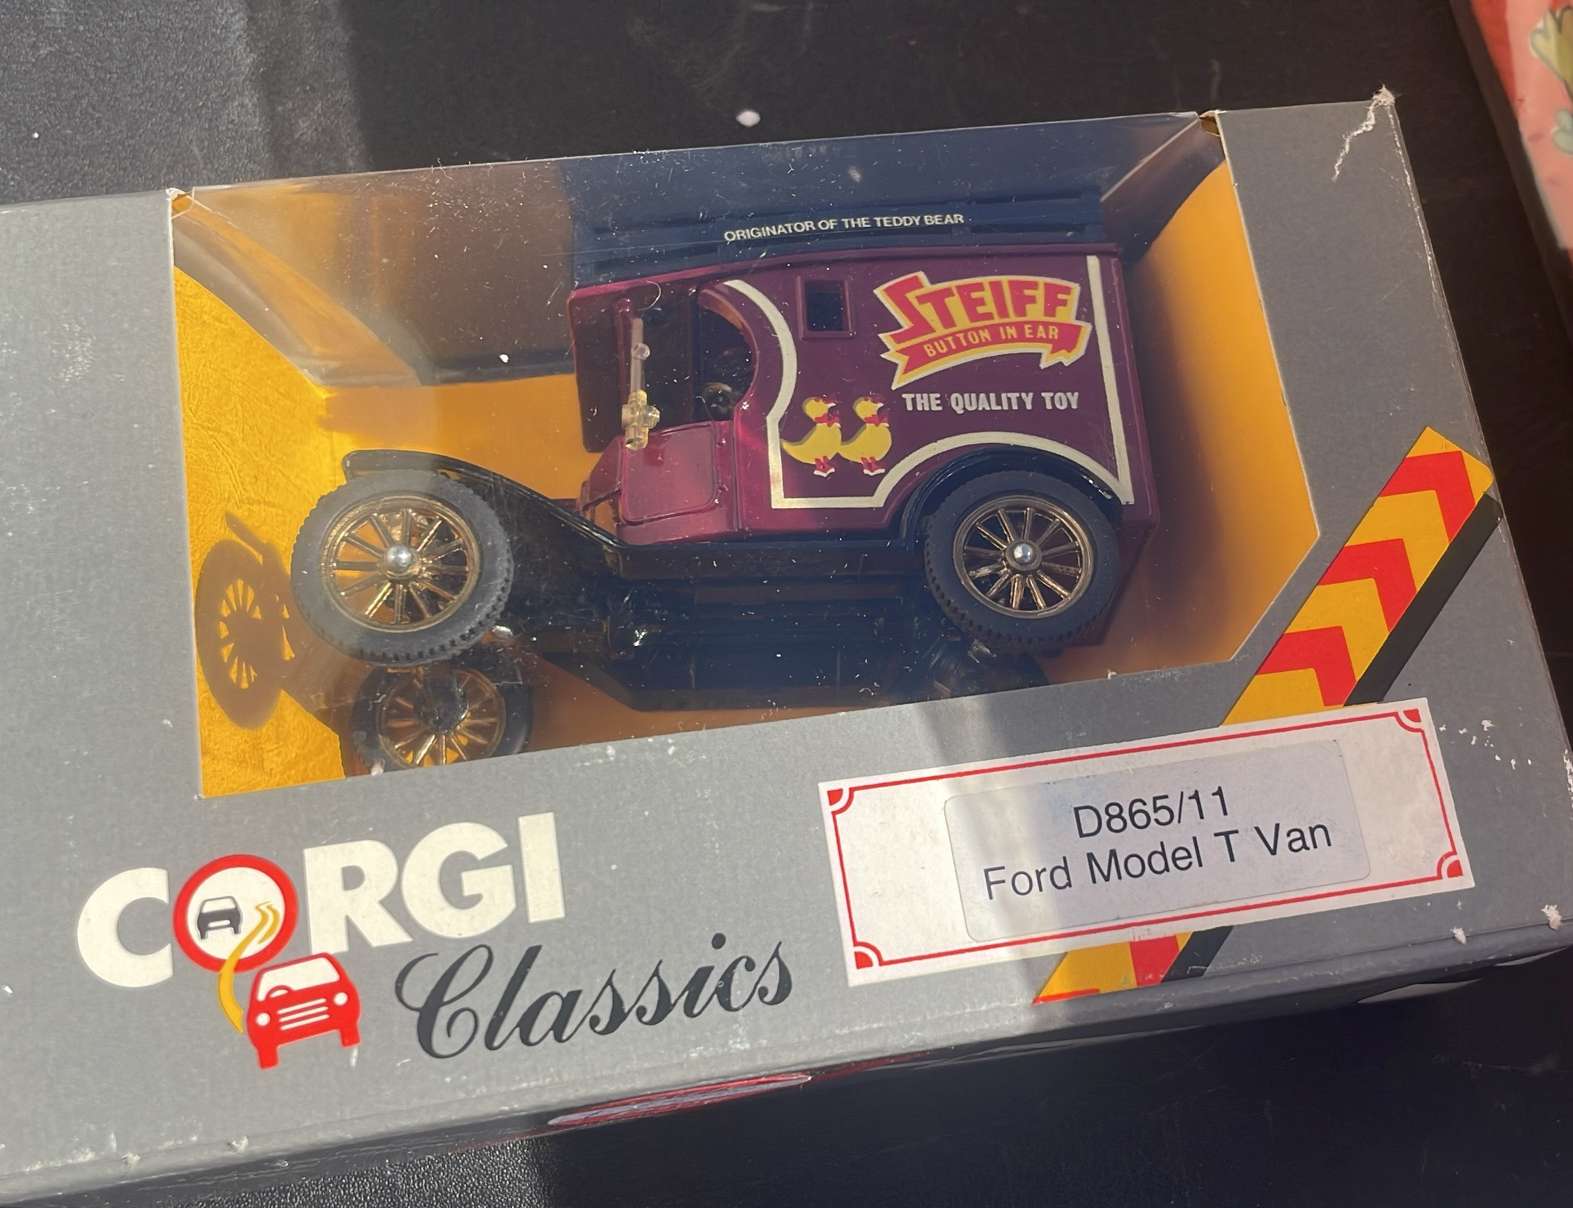 ORIGINATOR OF THE TEDDY BEAR
STEIFF
BUTTON IN EAR
THE QUALITY TOY
CORGI
Classics
D865/11
Ford Model T Van